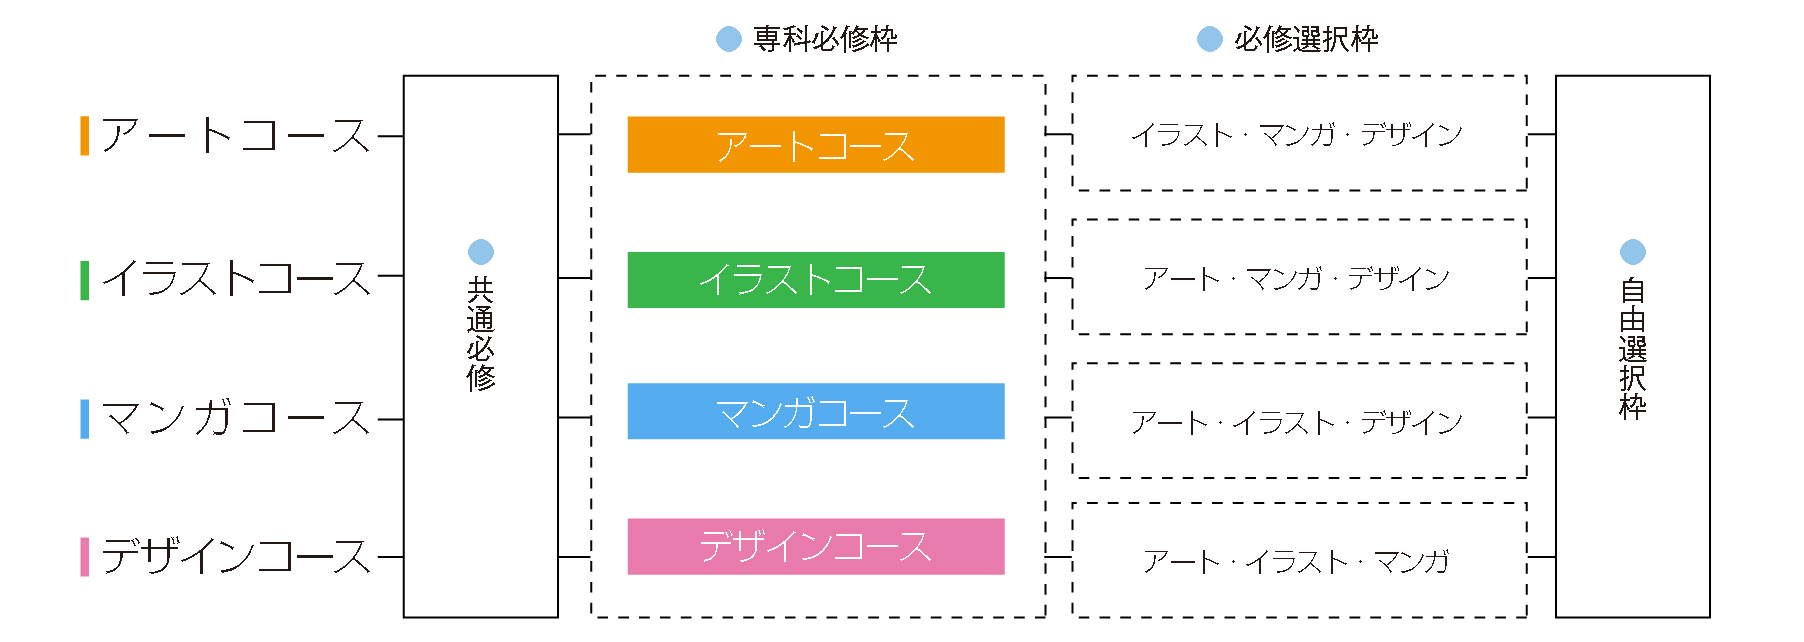 専科必修枠
必修選択枠
アートコース
イラストコース
マンガコース
デザインコース
共通必修
アートコース
イラストコース
マンガコース
デザインコース
イラスト・マンガ・デザイン
アート・マンガ・デザイン
アート・イラスト・デザイン
アート・イラスト・マンガ
自由選択枠